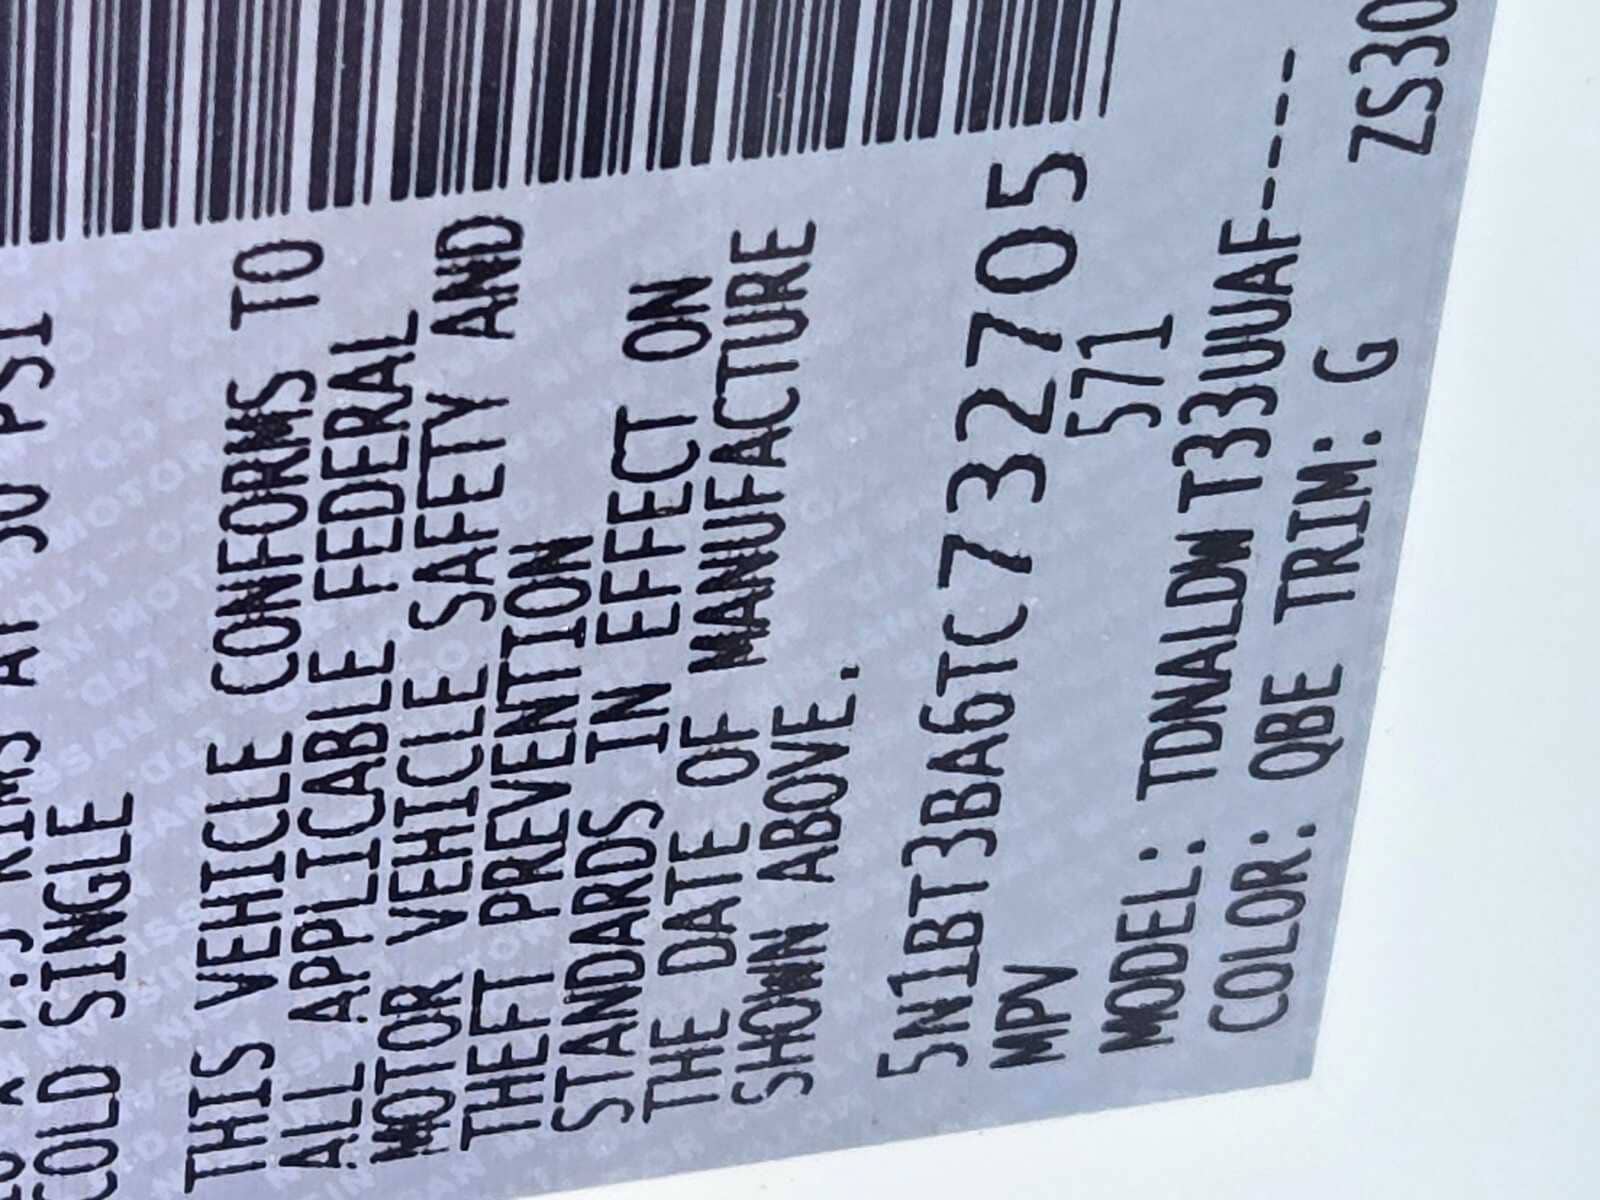 COLD SINGLE
THIS VEHICLE CONFORMS TO
ALL APPLICABLE FEDERAL
MOTOR VEHICLE SAFETY AND
THEFT PREVENTION
STANDARDS IN EFFECT ON
THE DATE OF MANUFACTURE
SHOWN ABOVE.
5N1BT3BA6TC732705
MPV 571
MODEL: TDNALDW T33UUAF----
COLOR: QBE TRIM: G ZS30